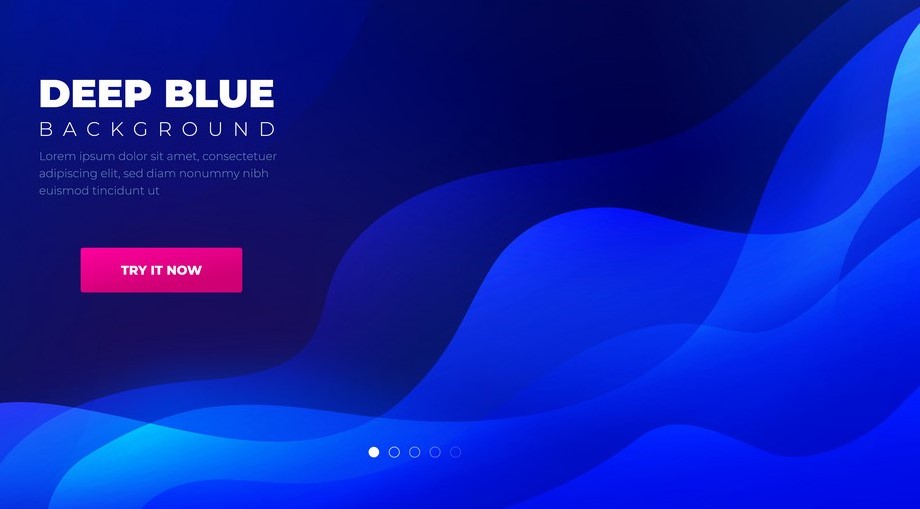 DEEP BLUE
BACKGROUND
Lorem ipsum dolor sit amet, consectetuer
adipiscing elit, sed diam nonummy nibh
euismod tincidunt ut
TRY IT NOW